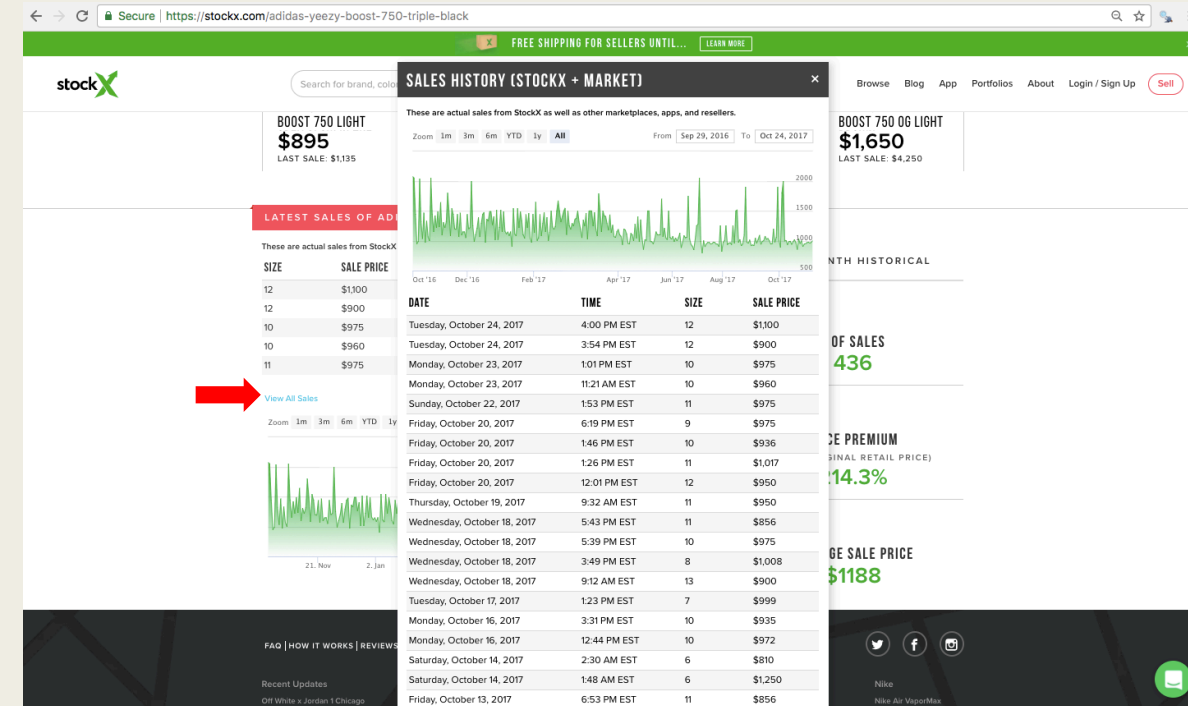 Secure | https://stockx.com/adidas-yeezy-boost-750-triple-black
FREE SHIPPING FOR SELLERS UNTIL... LEARN MORE
stockX
Search for brand, colo
Browse Blog App Portfolios About Login / Sign Up Sell
BOOST 750 LIGHT
$895
LAST SALE: $1,135
BOOST 750 OG LIGHT
$1,650
LAST SALE: $4,250
LATEST SALES OF ADI
These are actual sales from StockX
SIZE SALE PRICE
12 $1,100
12 $900
10 $975
10 $960
11 $975
View All Sales
Zoom 1m 3m 6m YTD 1y
21. Nov 2. Jan
SALES HISTORY (STOCKX + MARKET) ×
These are actual sales from StockX as well as other marketplaces, apps, and resellers.
Zoom 1m 3m 6m YTD 1y All From Sep 29, 2016 To Oct 24, 2017
2000
1500
1000
500
Oct '16 Dec '16 Feb '17 Apr '17 Jun '17 Aug '17 Oct '17
DATE TIME SIZE SALE PRICE
Tuesday, October 24, 2017 4:00 PM EST 12 $1,100
Tuesday, October 24, 2017 3:54 PM EST 12 $900
Monday, October 23, 2017 1:01 PM EST 10 $975
Monday, October 23, 2017 11:21 AM EST 10 $960
Sunday, October 22, 2017 1:53 PM EST 11 $975
Friday, October 20, 2017 6:19 PM EST 9 $975
Friday, October 20, 2017 1:46 PM EST 10 $936
Friday, October 20, 2017 1:26 PM EST 11 $1,017
Friday, October 20, 2017 12:01 PM EST 12 $950
Thursday, October 19, 2017 9:32 AM EST 11 $950
Wednesday, October 18, 2017 5:43 PM EST 11 $856
Wednesday, October 18, 2017 5:39 PM EST 10 $975
Wednesday, October 18, 2017 3:49 PM EST 8 $1,008
Wednesday, October 18, 2017 9:12 AM EST 13 $900
Tuesday, October 17, 2017 1:23 PM EST 7 $999
Monday, October 16, 2017 3:31 PM EST 10 $935
Monday, October 16, 2017 12:44 PM EST 10 $972
Saturday, October 14, 2017 2:30 AM EST 6 $810
Saturday, October 14, 2017 1:48 AM EST 6 $1,250
Friday, October 13, 2017 6:53 PM EST 11 $856
NTH HISTORICAL
OF SALES
436
CE PREMIUM
GINAL RETAIL PRICE)
14.3%
GE SALE PRICE
$1188
FAQ | HOW IT WORKS | REVIEWS
Recent Updates
Off White x Jordan 1 Chicago
Nike
Nike Air VaporMax